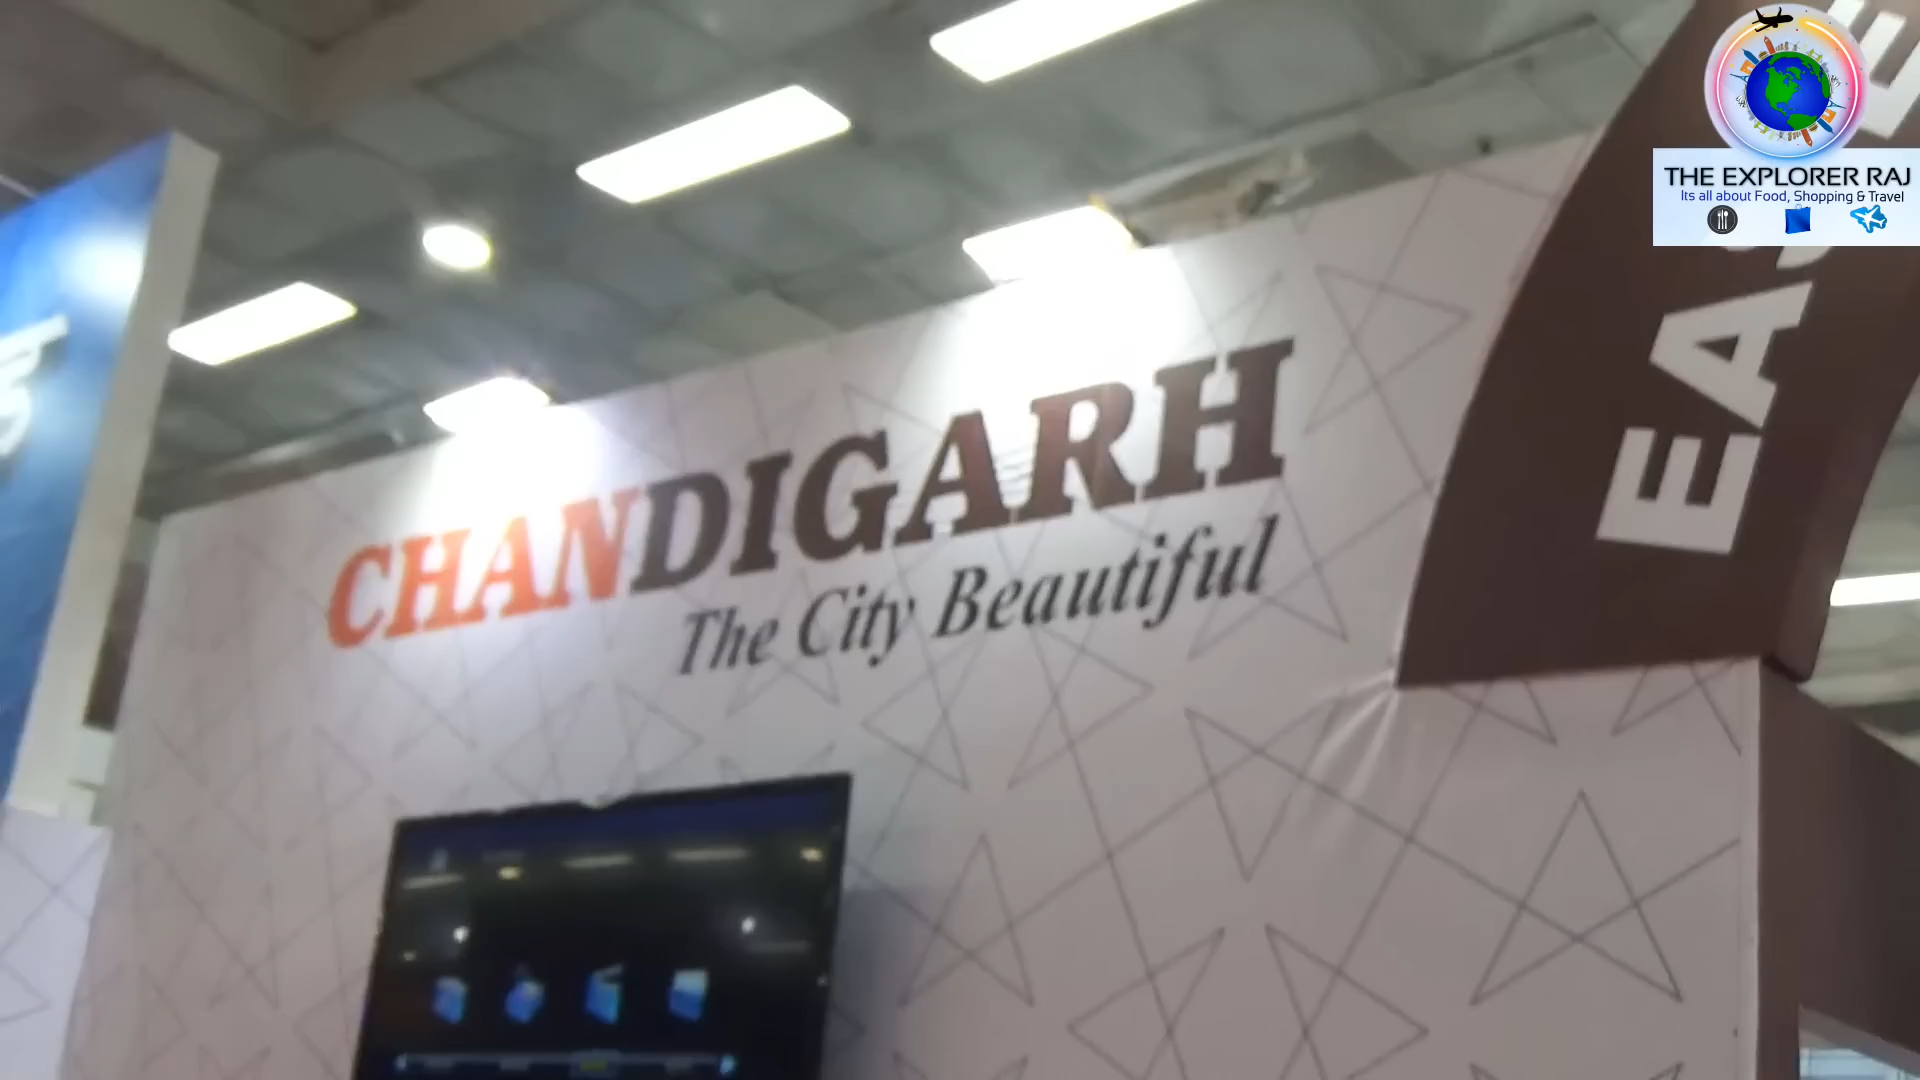 THE EXPLORER RAJ
Its all about Food, Shopping & Travel
CHANDIGARH
The City Beautiful